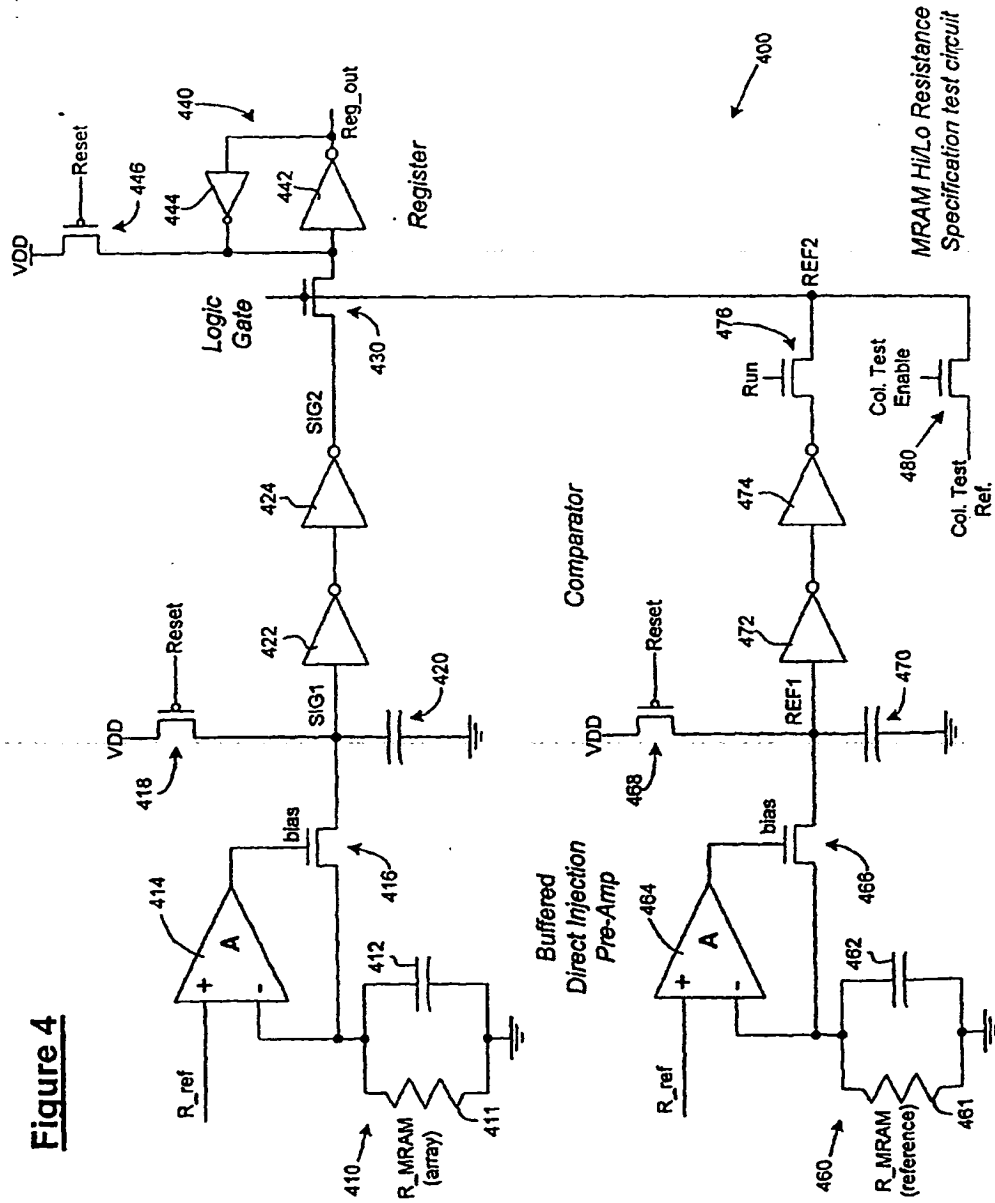 Figure 4
VDD
Reset
446
444
440
442
Reg_out
Register
Logic
Gate
430
VDD
Reset
418
414
A
+
-
R_ref
bias
416
SIG1
422
424
SIG2
420
412
410
411
R_MRAM
(array)
Buffered
Direct Injection
Pre-Amp
Comparator
VDD
Reset
468
464
A
+
-
R_ref
bias
466
REF1
472
474
Run
476
REF2
470
462
460
461
R_MRAM
(reference)
Col. Test
Enable
480
Col. Test
Ref.
400
MRAM Hi/Lo Resistance
Specification test circuit